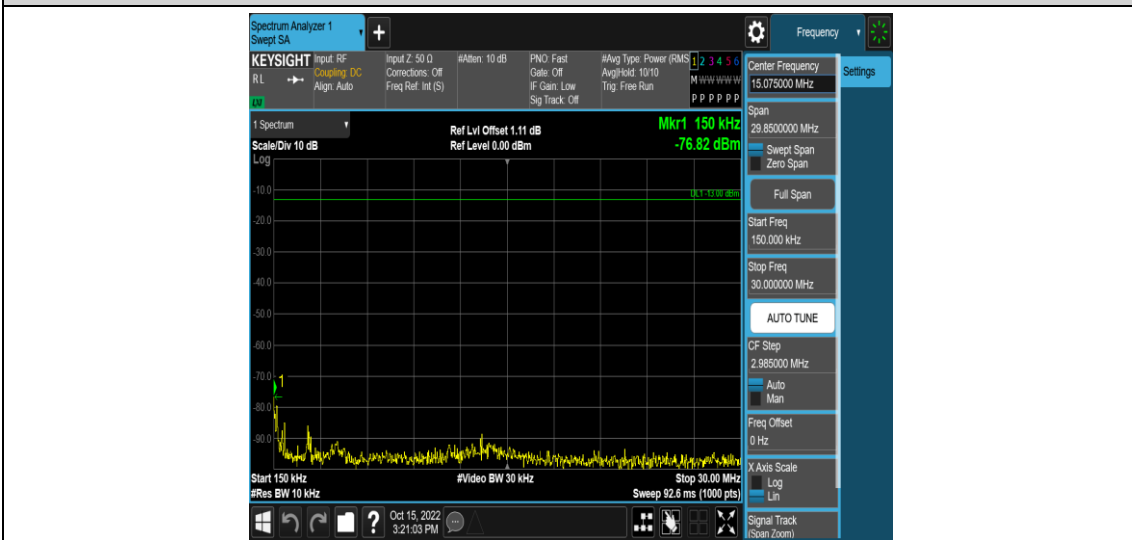 Spectrum Analyzer 1
Swept SA
+
Frequency
KEYSIGHT
Input: RF
Coupling: DC
Align: Auto
RL
LXI
Input Z: 50 Ω
Corrections: Off
Freq Ref: Int (S)
#Atten: 10 dB
PNO: Fast
Gate: Off
IF Gain: Low
Sig Track: Off
#Avg Type: Power (RMS
Avg|Hold: 10/10
Trig: Free Run
1 2 3 4 5 6
M W W W W W
P P P P P P
1 Spectrum
Scale/Div 10 dB
Log
Ref Lvl Offset 1.11 dB
Ref Level 0.00 dBm
Mkr1 150 kHz
-76.82 dBm
DL1 -13.00 dBm
-10.0
-20.0
-30.0
-40.0
-50.0
-60.0
-70.0
1
-80.0
-90.0
Start 150 kHz
#Res BW 10 kHz
#Video BW 30 kHz
Stop 30.00 MHz
Sweep 92.6 ms (1000 pts)
?
Oct 15, 2022
3:21:03 PM
Center Frequency
15.075000 MHz
Settings
Span
29.8500000 MHz
Swept Span
Zero Span
Full Span
Start Freq
150.000 kHz
Stop Freq
30.000000 MHz
AUTO TUNE
CF Step
2.985000 MHz
Auto
Man
Freq Offset
0 Hz
X Axis Scale
Log
Lin
Signal Track
(Span Zoom)